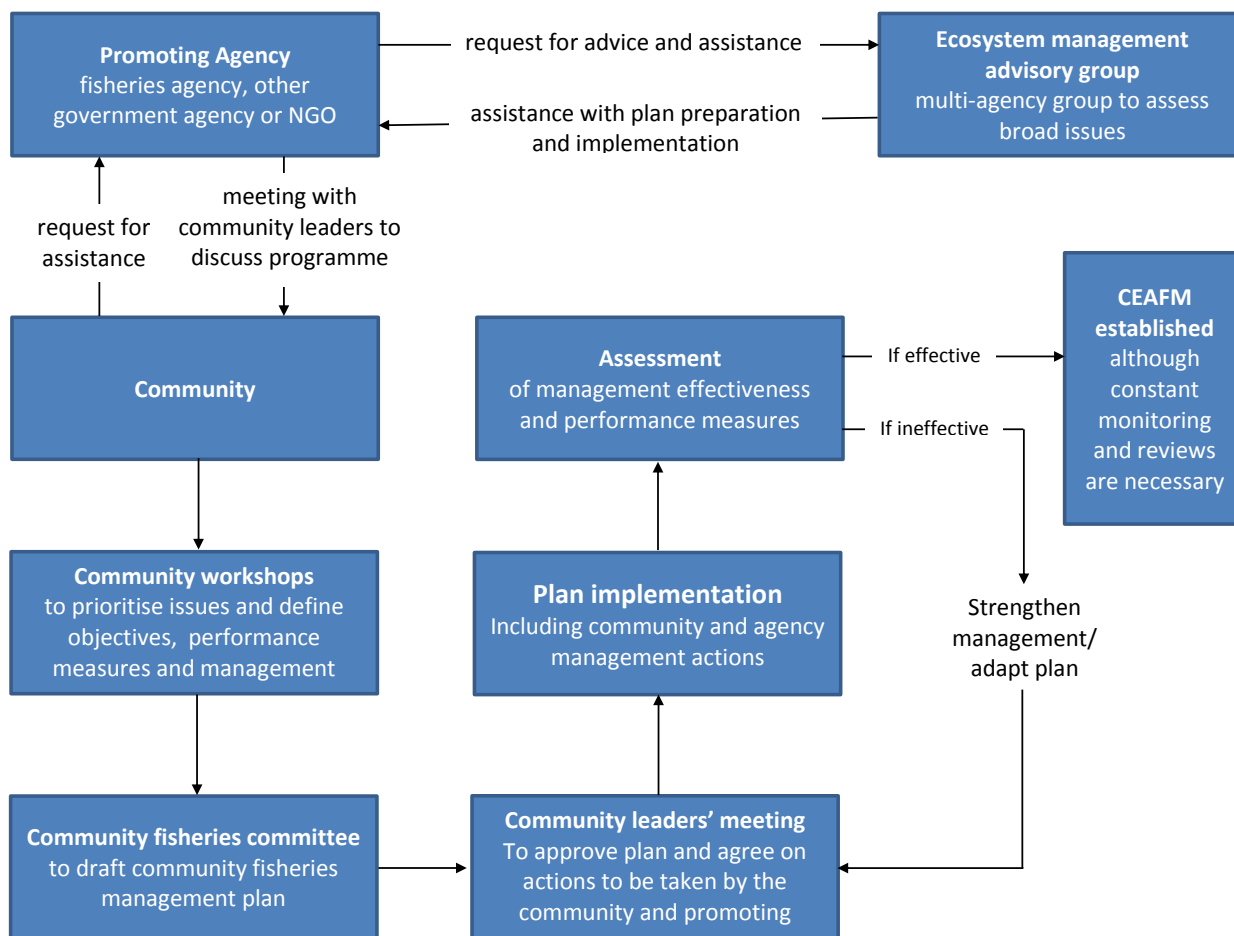 Promoting Agency
fisheries agency, other
government agency or NGO
request for advice and assistance
assistance with plan preparation
and implementation
Ecosystem management
advisory group
multi-agency group to assess
broad issues
request for
assistance
meeting with
community leaders to
discuss programme
Community
Community workshops
to prioritise issues and define
objectives, performance
measures and management
Community fisheries committee
to draft community fisheries
management plan
Community leaders’ meeting
To approve plan and agree on
actions to be taken by the
community and promoting
Plan implementation
Including community and agency
management actions
Assessment
of management effectiveness
and performance measures
If effective
If ineffective
CEAFM
established
although
constant
monitoring
and reviews
are necessary
Strengthen
management/
adapt plan